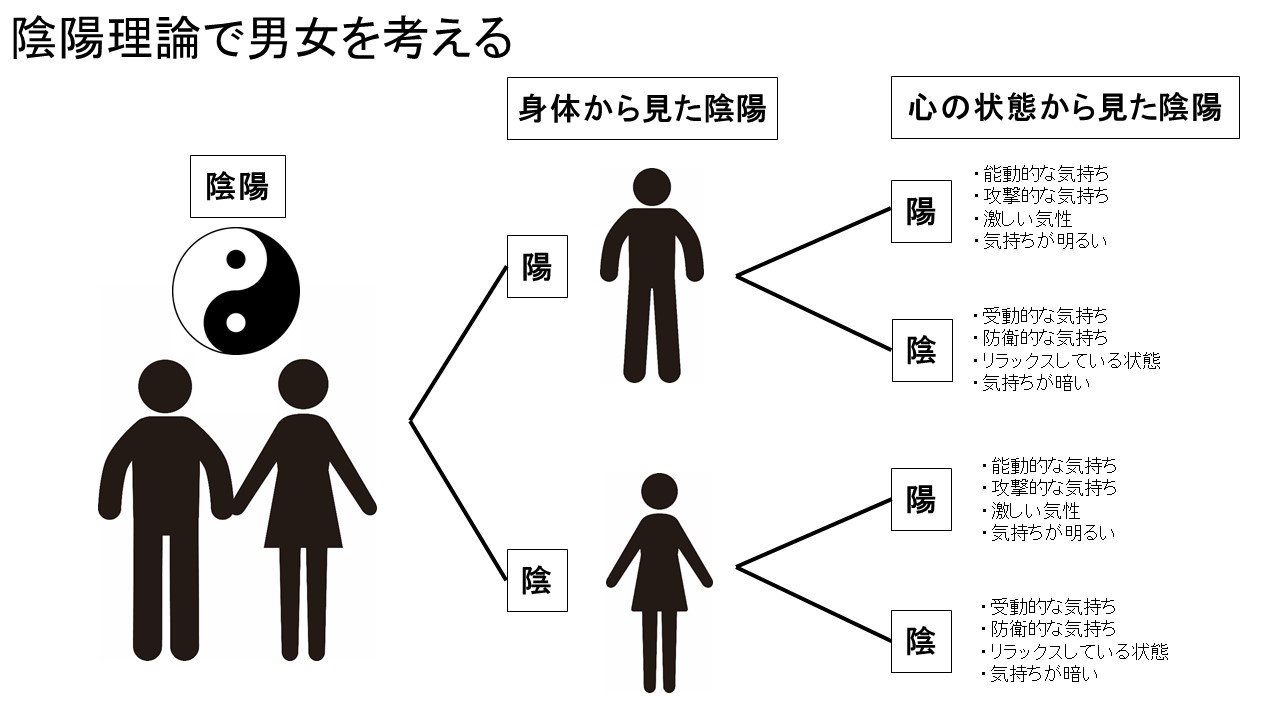 陰陽理論で男女を考える
陰陽
身体から見た陰陽
心の状態から見た陰陽
陽
陽
・能動的な気持ち
・攻撃的な気持ち
・激しい気性
・気持ちが明るい
陰
・受動的な気持ち
・防衛的な気持ち
・リラックスしている状態
・気持ちが暗い
陰
陽
・能動的な気持ち
・攻撃的な気持ち
・激しい気性
・気持ちが明るい
陰
・受動的な気持ち
・防衛的な気持ち
・リラックスしている状態
・気持ちが暗い